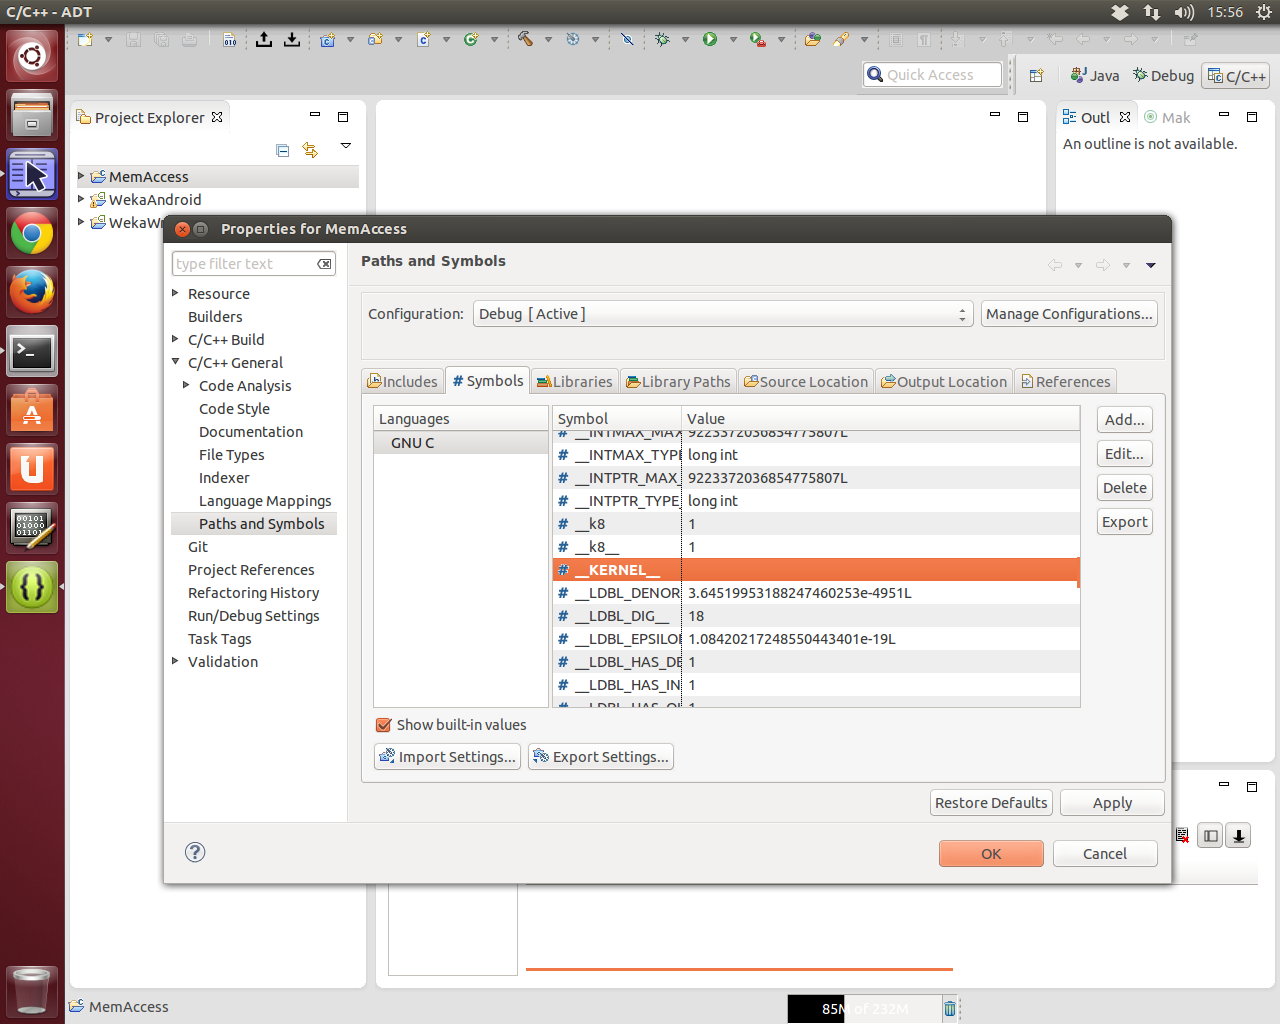 C/C++ - ADT
15:56
Quick Access
Java
Debug
C/C++
Project Explorer
MemAccess
WekaAndroid
WekaW
Outl
Mak
An outline is not available.
Properties for MemAccess
type filter text
Resource
Builders
C/C++ Build
C/C++ General
Code Analysis
Code Style
Documentation
File Types
Indexer
Language Mappings
Paths and Symbols
Git
Project References
Refactoring History
Run/Debug Settings
Task Tags
Validation
Paths and Symbols
Configuration:
Debug [ Active ]
Manage Configurations...
Includes
# Symbols
Libraries
Library Paths
Source Location
Output Location
References
Languages
GNU C
Symbol Value
# __INTMAX_MAX 9223372036854775807L
# __INTMAX_TYPE long int
# __INTPTR_MAX_ 9223372036854775807L
# __INTPTR_TYPE_ long int
# __k8 1
# __k8__ 1
# __KERNEL__
# __LDBL_DENOR 3.64519953188247460253e-4951L
# __LDBL_DIG__ 18
# __LDBL_EPSILO 1.08420217248550443401e-19L
# __LDBL_HAS_DE 1
# __LDBL_HAS_IN 1
# __LDBL_HAS_QU 1
Add...
Edit...
Delete
Export
Show built-in values
Import Settings...
Export Settings...
Restore Defaults
Apply
OK
Cancel
MemAccess
85M of 232M